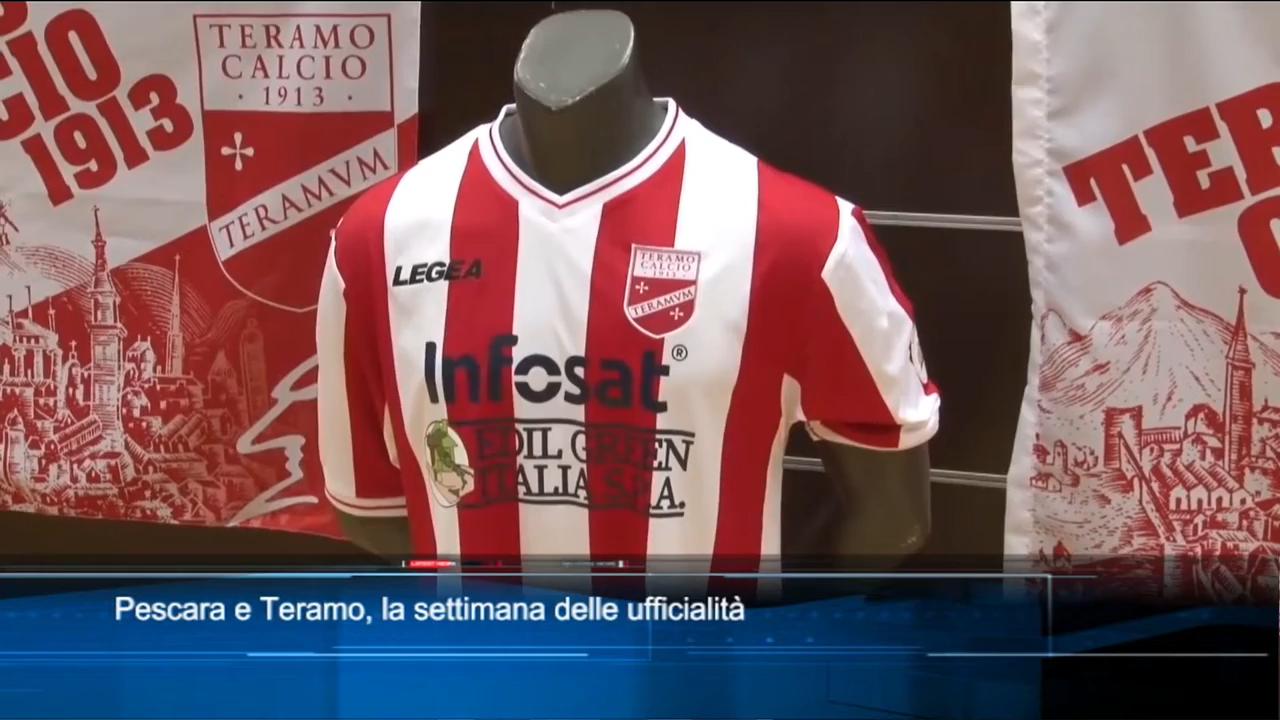 CIO
1913
TERAMO
CALCIO
· 1913 ·
TERAMVM
TER
C
LEGEA
TERAMO
CALCIO
· 1913 ·
TERAMVM
Infosat®
EDIL GREEN
ITALIA S.P.A.
Pescara e Teramo, la settimana delle ufficialità